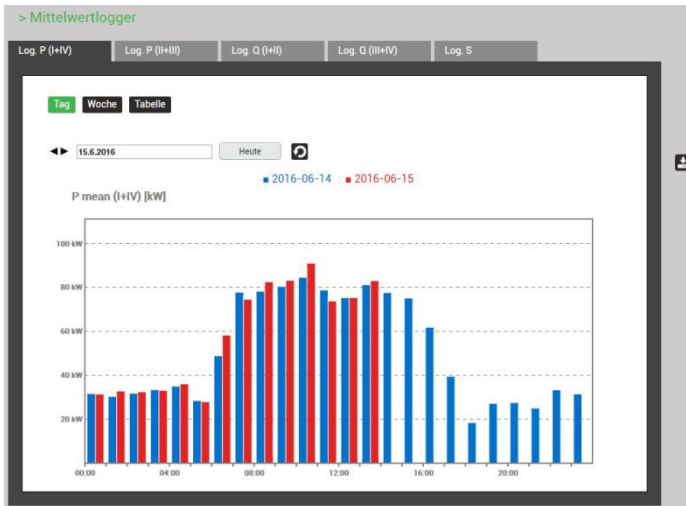 > Mittelwertlogger
Log. P (I+IV) Log. P (II+III) Log. Q (I+II) Log. Q (III+IV) Log. S
Tag Woche Tabelle
15.6.2016 Heute
2016-06-14 2016-06-15
P mean (I+IV) [kW]
100 kW
80 kW
60 kW
40 kW
20 kW
00:00 04:00 08:00 12:00 16:00 20:00